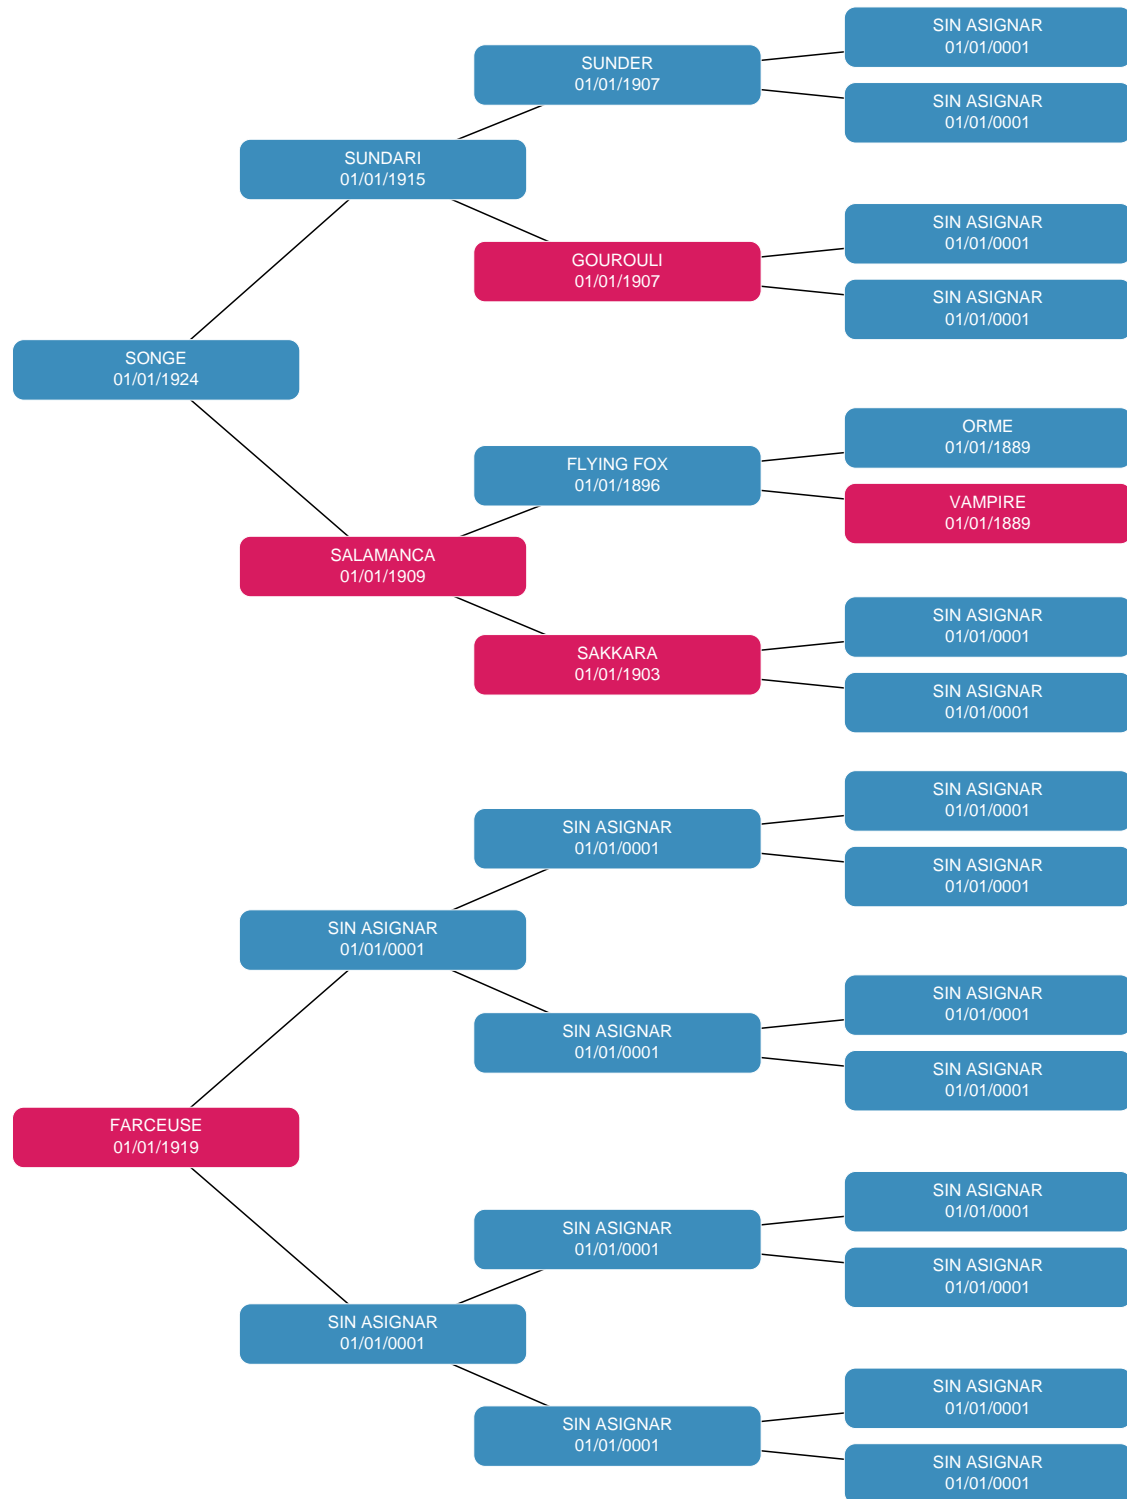 SIN ASIGNAR
01/01/0001
SUNDER
01/01/1907
SIN ASIGNAR
01/01/0001
SUNDARI
01/01/1915
SIN ASIGNAR
01/01/0001
GOUROULI
01/01/1907
SIN ASIGNAR
01/01/0001
SONGE
01/01/1924
ORME
01/01/1889
FLYING FOX
01/01/1896
VAMPIRE
01/01/1889
SALAMANCA
01/01/1909
SIN ASIGNAR
01/01/0001
SAKKARA
01/01/1903
SIN ASIGNAR
01/01/0001
SIN ASIGNAR
01/01/0001
SIN ASIGNAR
01/01/0001
SIN ASIGNAR
01/01/0001
SIN ASIGNAR
01/01/0001
SIN ASIGNAR
01/01/0001
SIN ASIGNAR
01/01/0001
SIN ASIGNAR
01/01/0001
FARCEUSE
01/01/1919
SIN ASIGNAR
01/01/0001
SIN ASIGNAR
01/01/0001
SIN ASIGNAR
01/01/0001
SIN ASIGNAR
01/01/0001
SIN ASIGNAR
01/01/0001
SIN ASIGNAR
01/01/0001
SIN ASIGNAR
01/01/0001